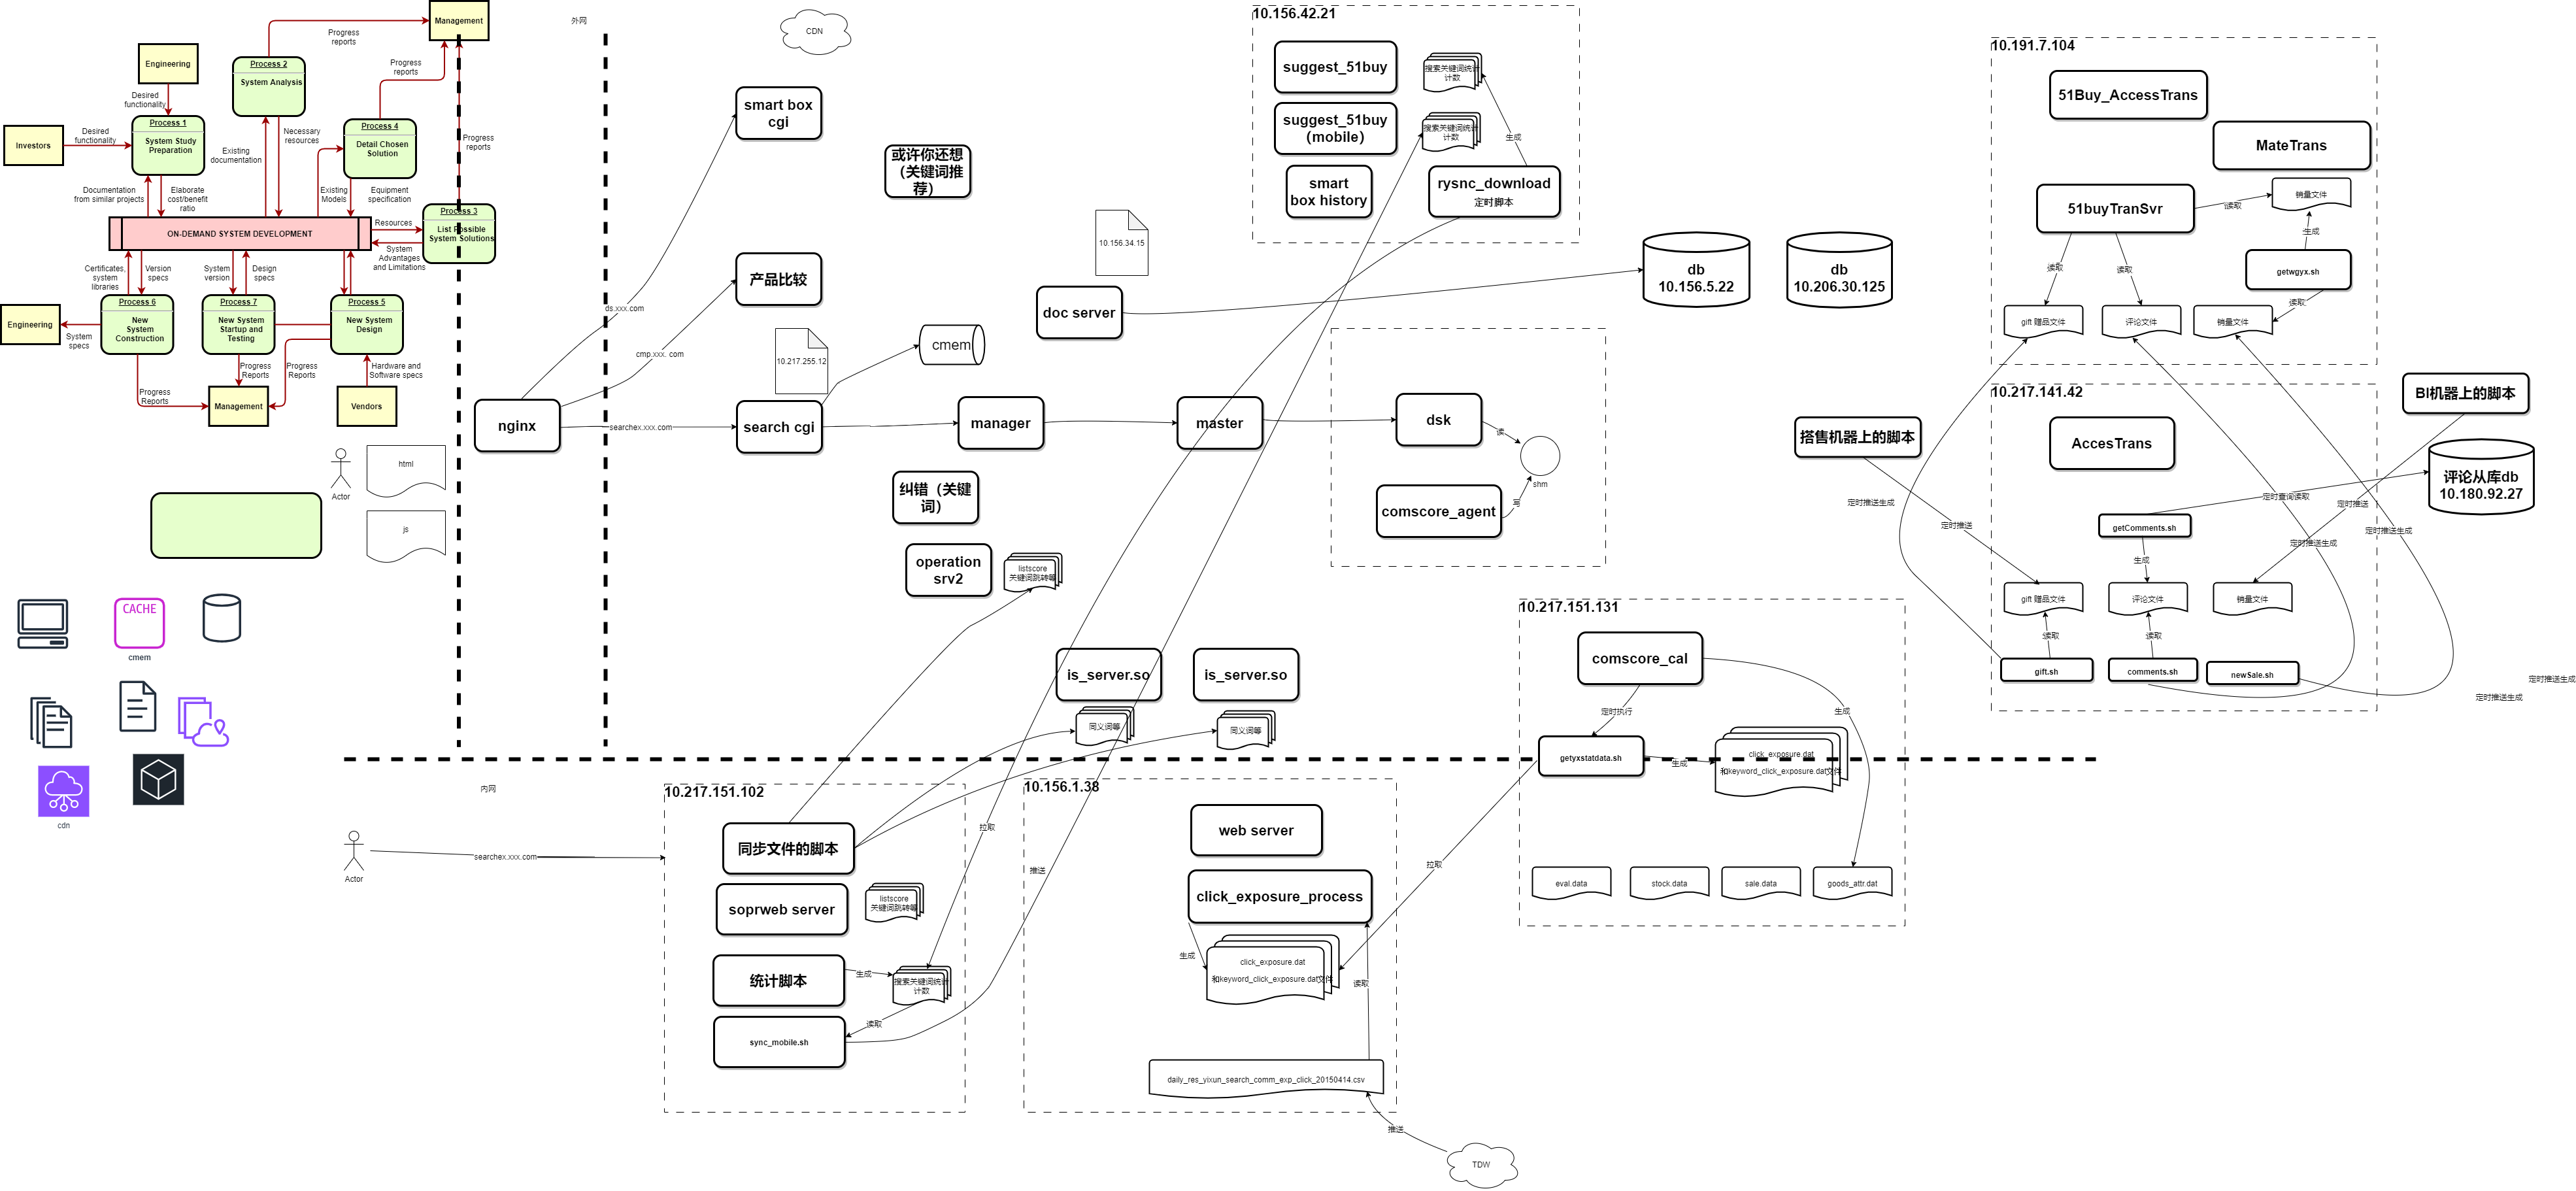 Management
外网
CDN
10.156.42.21
10.191.7.104
Progress
reports
Engineering
Process 2
System Analysis
Progress
reports
Desired
functionality
Process 1
System Study
Preparation
Investors
Desired
functionality
Necessary
resources
Process 4
Detail Chosen
Solution
Progress
reports
Existing
documentation
Documentation
from similar projects
Elaborate
cost/benefit
ratio
Existing
Models
Equipment
specification
Process 3
List Possible
System Solutions
Resources
ON-DEMAND SYSTEM DEVELOPMENT
System
Advantages
and Limitations
Certificates,
system
libraries
Version
specs
System
version
Design
specs
Process 6
New
System
Construction
Process 7
New System
Startup and
Testing
Process 5
New System
Design
Engineering
System
specs
Progress
Reports
Progress
Reports
Progress
Reports
Hardware and
Software specs
Management
Vendors
Actor
html
js
CACHE
cmem
cdn
nginx
ds.xxx.com
cmp.xxx. com
searchex.xxx.com
smart box
cgi
或许你还想
（关键词推
荐）
产品比较
10.217.255.12
cmem
search cgi
manager
master
10.156.34.15
doc server
db
10.156.5.22
db
10.206.30.125
suggest_51buy
搜索关键词统计
计数
suggest_51buy
（mobile）
搜索关键词统计
计数
生成
smart
box history
rysnc_download
定时脚本
dsk
读
shm
comscore_agent
写
纠错（关键
词）
operation
srv2
listscore
关键词跳转等
is_server.so
is_server.so
同义词等
同义词等
51Buy_AccessTrans
MateTrans
51buyTranSvr
读取
销量文件
生成
getwgyx.sh
读取
读取
读取
gift 赠品文件
评论文件
销量文件
10.217.141.42
BI机器上的脚本
搭售机器上的脚本
AccesTrans
评论从库db
10.180.92.27
定时推送生成
定时推送
定时查询读取
定时推送
getComments.sh
定时推送生成
定时推送生成
生成
gift 赠品文件
评论文件
销量文件
读取
读取
gift.sh
comments.sh
newSale.sh
定时推送生成
定时推送生成
10.217.151.131
comscore_cal
定时执行
生成
getyxstatdata.sh
生成
click_exposure.dat
和keyword_click_exposure.dat文件
拉取
eval.data
stock.data
sale.data
goods_attr.dat
内网
Actor
searchex.xxx.com
10.217.151.102
同步文件的脚本
soprweb server
listscore
关键词跳转等
统计脚本
生成
搜索关键词统计
计数
读取
sync_mobile.sh
拉取
推送
10.156.1.38
web server
click_exposure_process
生成
click_exposure.dat
和keyword_click_exposure.dat文件
读取
daily_res_yixun_search_comm_exp_click_20150414.csv
推送
TDW